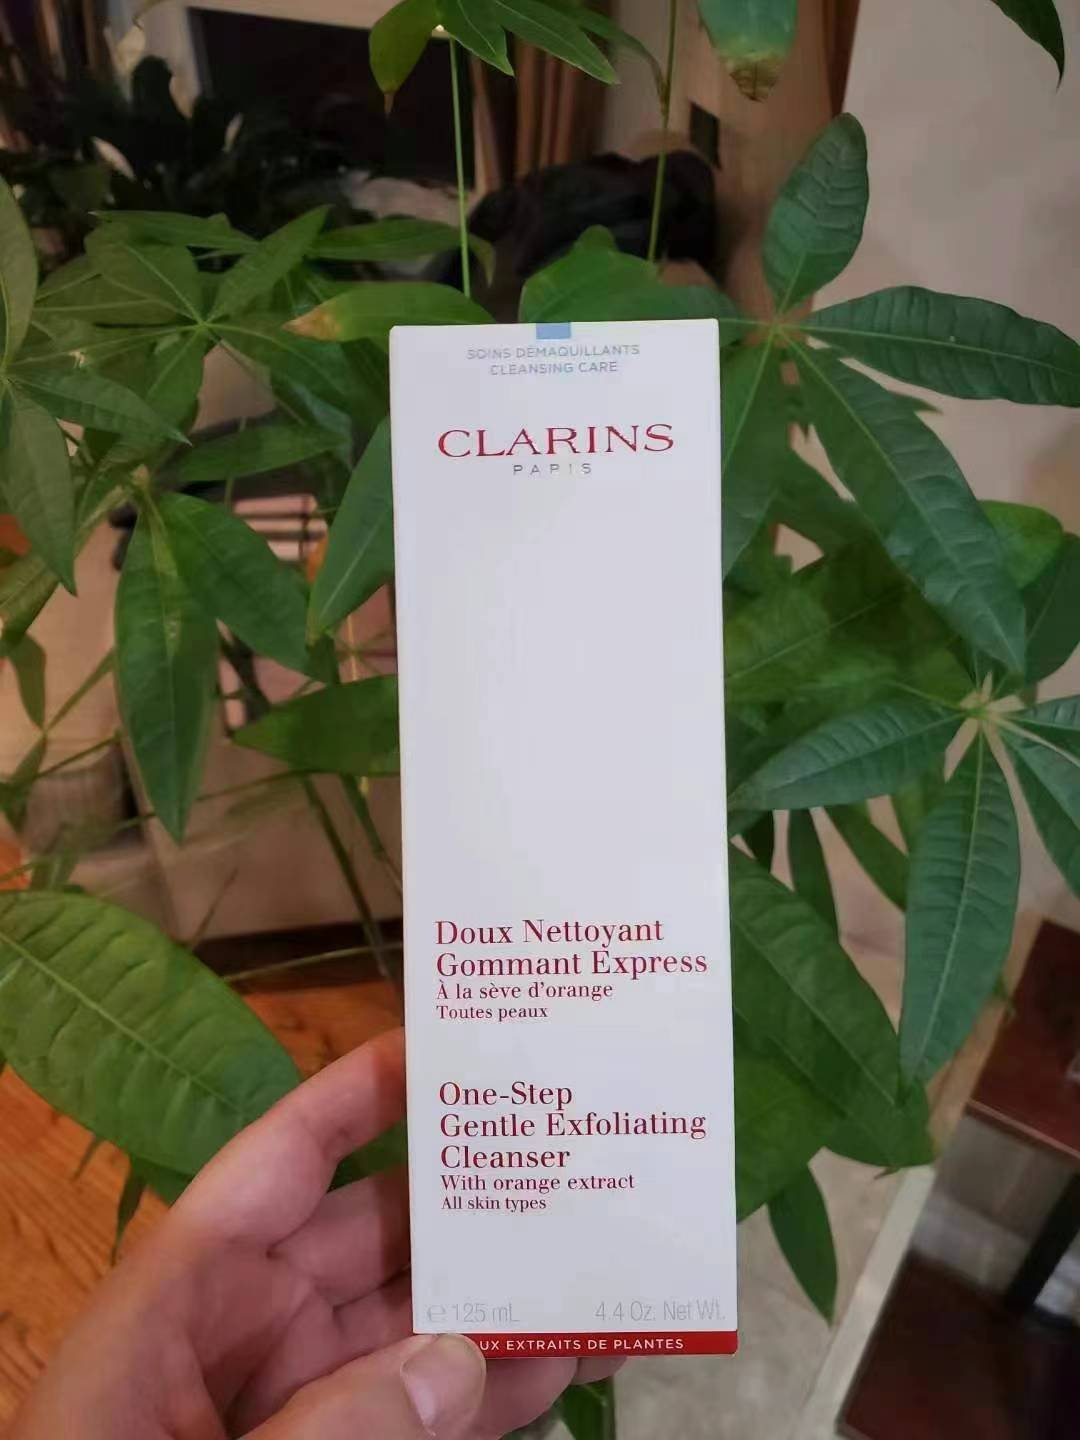 SOINS DÉMAQUILLANTS
CLEANSING CARE
CLARINS
PARIS
Doux Nettoyant
Gommant Express
À la sève d'orange
Toutes peaux
One-Step
Gentle Exfoliating
Cleanser
With orange extract
All skin types
℮ 125 mL 4.4 Oz. Net Wt.
UX EXTRAITS DE PLANTES